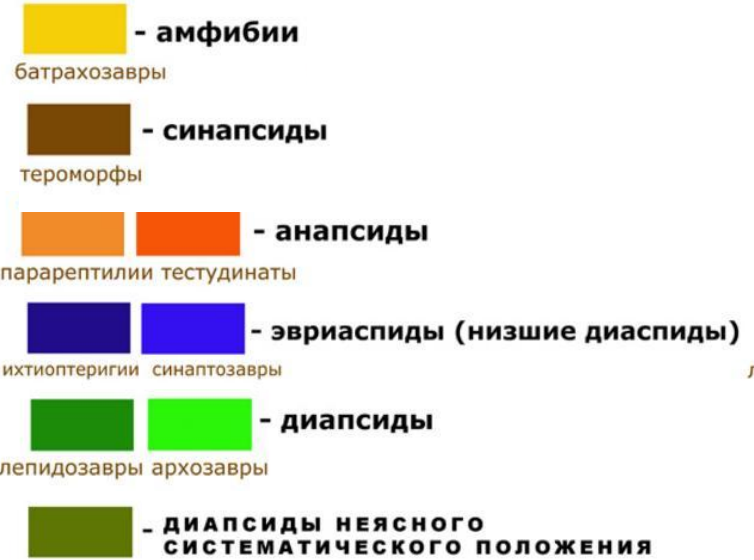 - амфибии
батрахозавры
- синапсиды
тероморфы
- анапсиды
парарептилии тестудинаты
- эвриаспиды (низшие диаспиды)
ихтиоптеригии синаптозавры
- диапсиды
лепидозавры архозавры
- ДИАПСИДЫ НЕЯСНОГО
СИСТЕМАТИЧЕСКОГО ПОЛОЖЕНИЯ